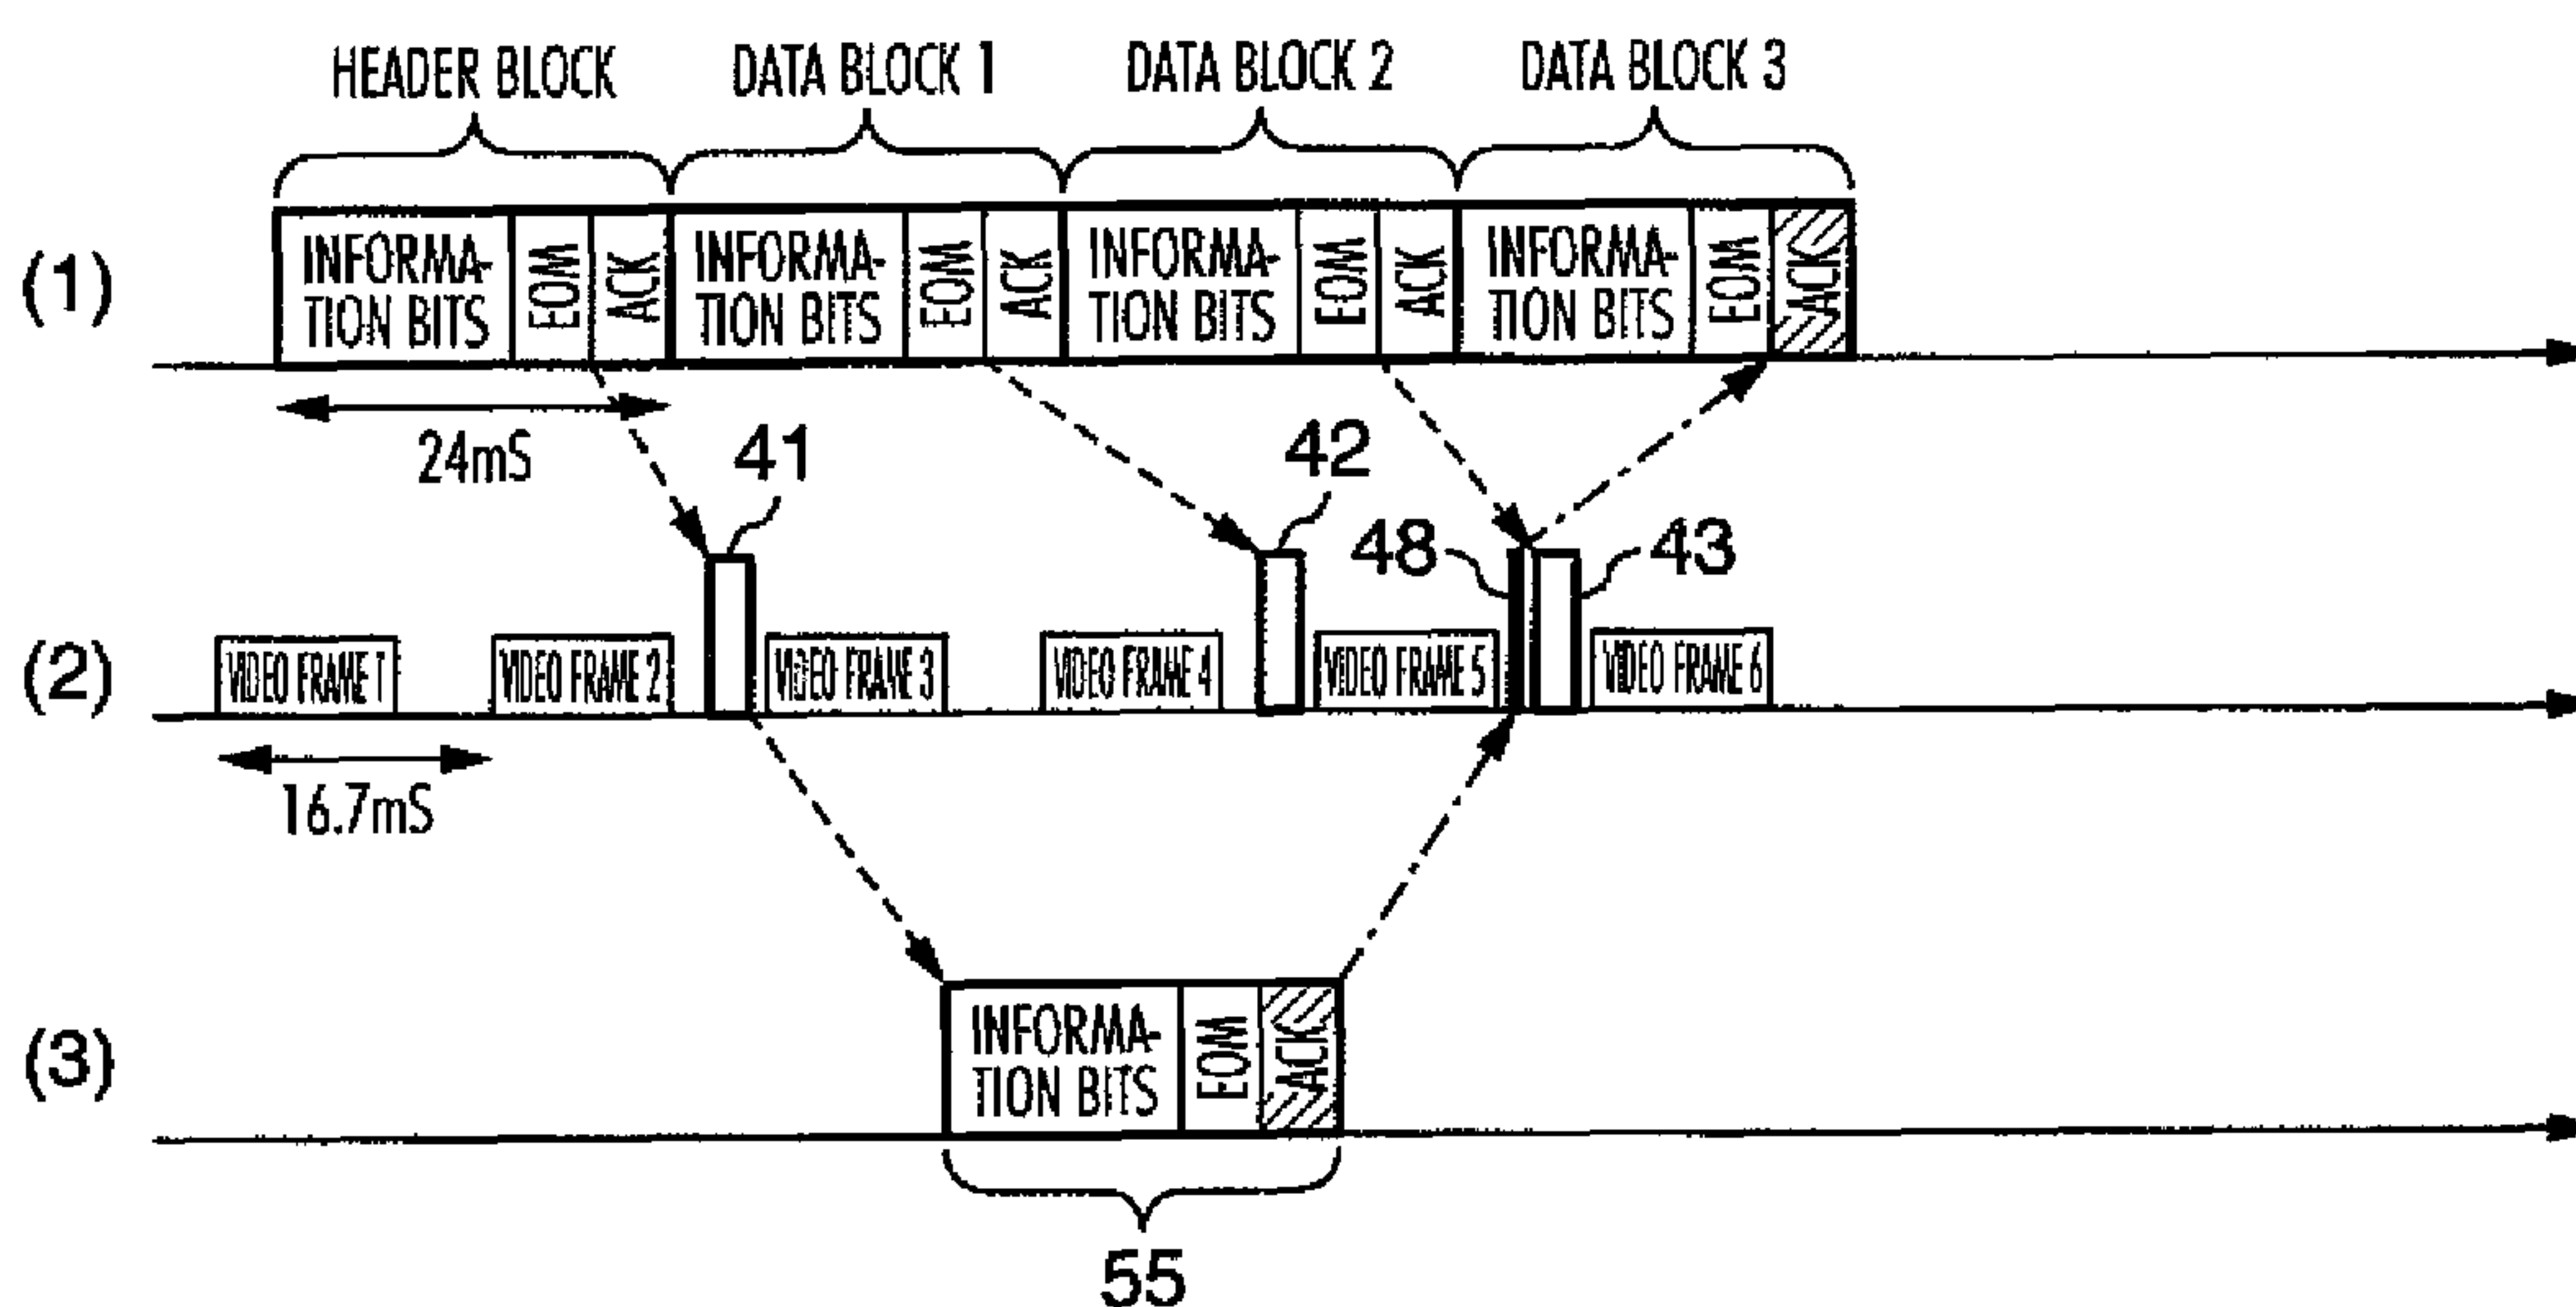 HEADER BLOCK DATA BLOCK 1 DATA BLOCK 2 DATA BLOCK 3
(1)
INFORMA-
TION BITS
EOM
ACK
INFORMA-
TION BITS
EOM
ACK
INFORMA-
TION BITS
EOM
ACK
INFORMA-
TION BITS
EOM
ACK
24mS
41
42
48
43
(2)
VIDEO FRAME 1
VIDEO FRAME 2
VIDEO FRAME 3
VIDEO FRAME 4
VIDEO FRAME 5
VIDEO FRAME 6
16.7mS
(3)
INFORMA-
TION BITS
EOM
ACK
55